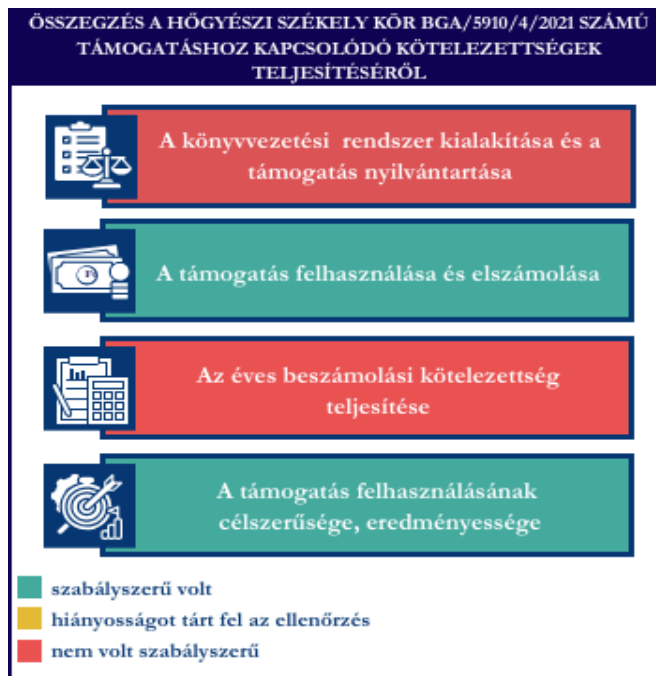 ÖSSZEGZÉS A HŐGYÉSZI SZÉKELY KÖR BGA/5910/4/2021 SZÁMÚ
TÁMOGATÁSHOZ KAPCSOLÓDÓ KÖTELEZETTSÉGEK
TELJESÍTÉSÉRŐL
A könyvvezetési rendszer kialakítása és a
támogatás nyilvántartása
A támogatás felhasználása és elszámolása
Az éves beszámolási kötelezettség
teljesítése
A támogatás felhasználásának
célszerűsége, eredményessége
szabályszerű volt
hiányosságot tárt fel az ellenőrzés
nem volt szabályszerű